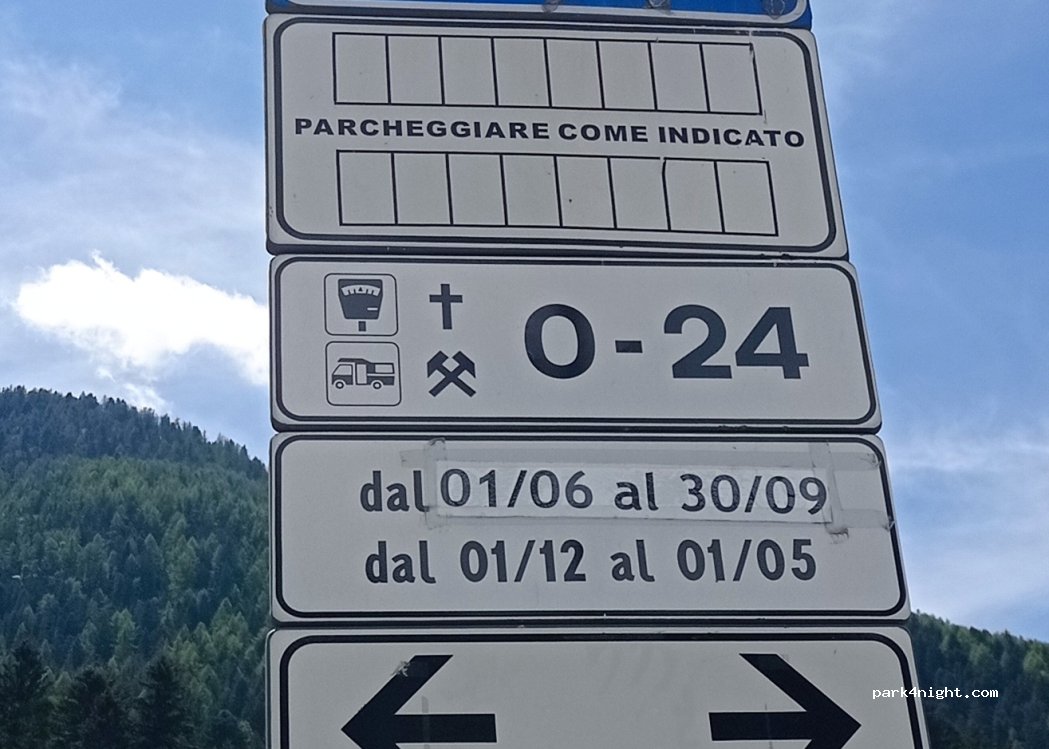 PARCHEGGIARE COME INDICATO
0-24
dal 01/06 al 30/09
dal 01/12 al 01/05
park4night.com